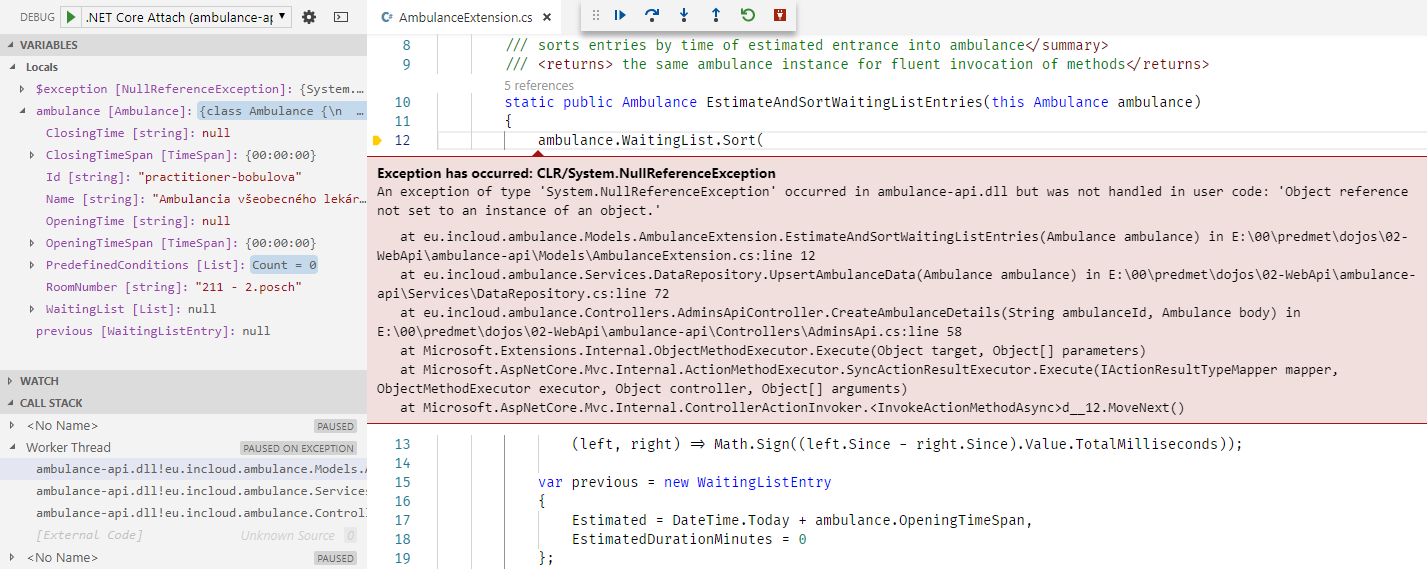 DEBUG .NET Core Attach (ambulance-ap
VARIABLES
Locals
$exception [NullReferenceException]: {System....
ambulance [Ambulance]: {class Ambulance {\n ...
ClosingTime [string]: null
ClosingTimeSpan [TimeSpan]: {00:00:00}
Id [string]: "practitioner-bobulova"
Name [string]: "Ambulancia všeobecného lekár...
OpeningTime [string]: null
OpeningTimeSpan [TimeSpan]: {00:00:00}
PredefinedConditions [List]: Count = 0
RoomNumber [string]: "211 - 2.posch"
WaitingList [List]: null
previous [WaitingListEntry]: null
WATCH
CALL STACK
<No Name> PAUSED
Worker Thread PAUSED ON EXCEPTION
ambulance-api.dll!eu.incloud.ambulance.Models.A
ambulance-api.dll!eu.incloud.ambulance.Services
ambulance-api.dll!eu.incloud.ambulance.Controll
[External Code] Unknown Source 0
<No Name> PAUSED
AmbulanceExtension.cs
8 /// sorts entries by time of estimated entrance into ambulance</summary>
9 /// <returns> the same ambulance instance for fluent invocation of methods</returns>
5 references
10 static public Ambulance EstimateAndSortWaitingListEntries(this Ambulance ambulance)
11 {
12 ambulance.WaitingList.Sort(
Exception has occurred: CLR/System.NullReferenceException
An exception of type 'System.NullReferenceException' occurred in ambulance-api.dll but was not handled in user code: 'Object reference
not set to an instance of an object.'
at eu.incloud.ambulance.Models.AmbulanceExtension.EstimateAndSortWaitingListEntries(Ambulance ambulance) in E:\00\predmet\dojos\02-
WebApi\ambulance-api\Models\AmbulanceExtension.cs:line 12
at eu.incloud.ambulance.Services.DataRepository.UpsertAmbulanceData(Ambulance ambulance) in E:\00\predmet\dojos\02-WebApi\ambulance-
api\Services\DataRepository.cs:line 72
at eu.incloud.ambulance.Controllers.AdminsApiController.CreateAmbulanceDetails(String ambulanceId, Ambulance body) in
E:\00\predmet\dojos\02-WebApi\ambulance-api\Controllers\AdminsApi.cs:line 58
at Microsoft.Extensions.Internal.ObjectMethodExecutor.Execute(Object target, Object[] parameters)
at Microsoft.AspNetCore.Mvc.Internal.ActionMethodExecutor.SyncActionResultExecutor.Execute(IActionResultTypeMapper mapper,
ObjectMethodExecutor executor, Object controller, Object[] arguments)
at Microsoft.AspNetCore.Mvc.Internal.ControllerActionInvoker.<InvokeActionMethodAsync>d__12.MoveNext()
13 (left, right) => Math.Sign((left.Since - right.Since).Value.TotalMilliseconds));
14
15 var previous = new WaitingListEntry
16 {
17 Estimated = DateTime.Today + ambulance.OpeningTimeSpan,
18 EstimatedDurationMinutes = 0
19 };